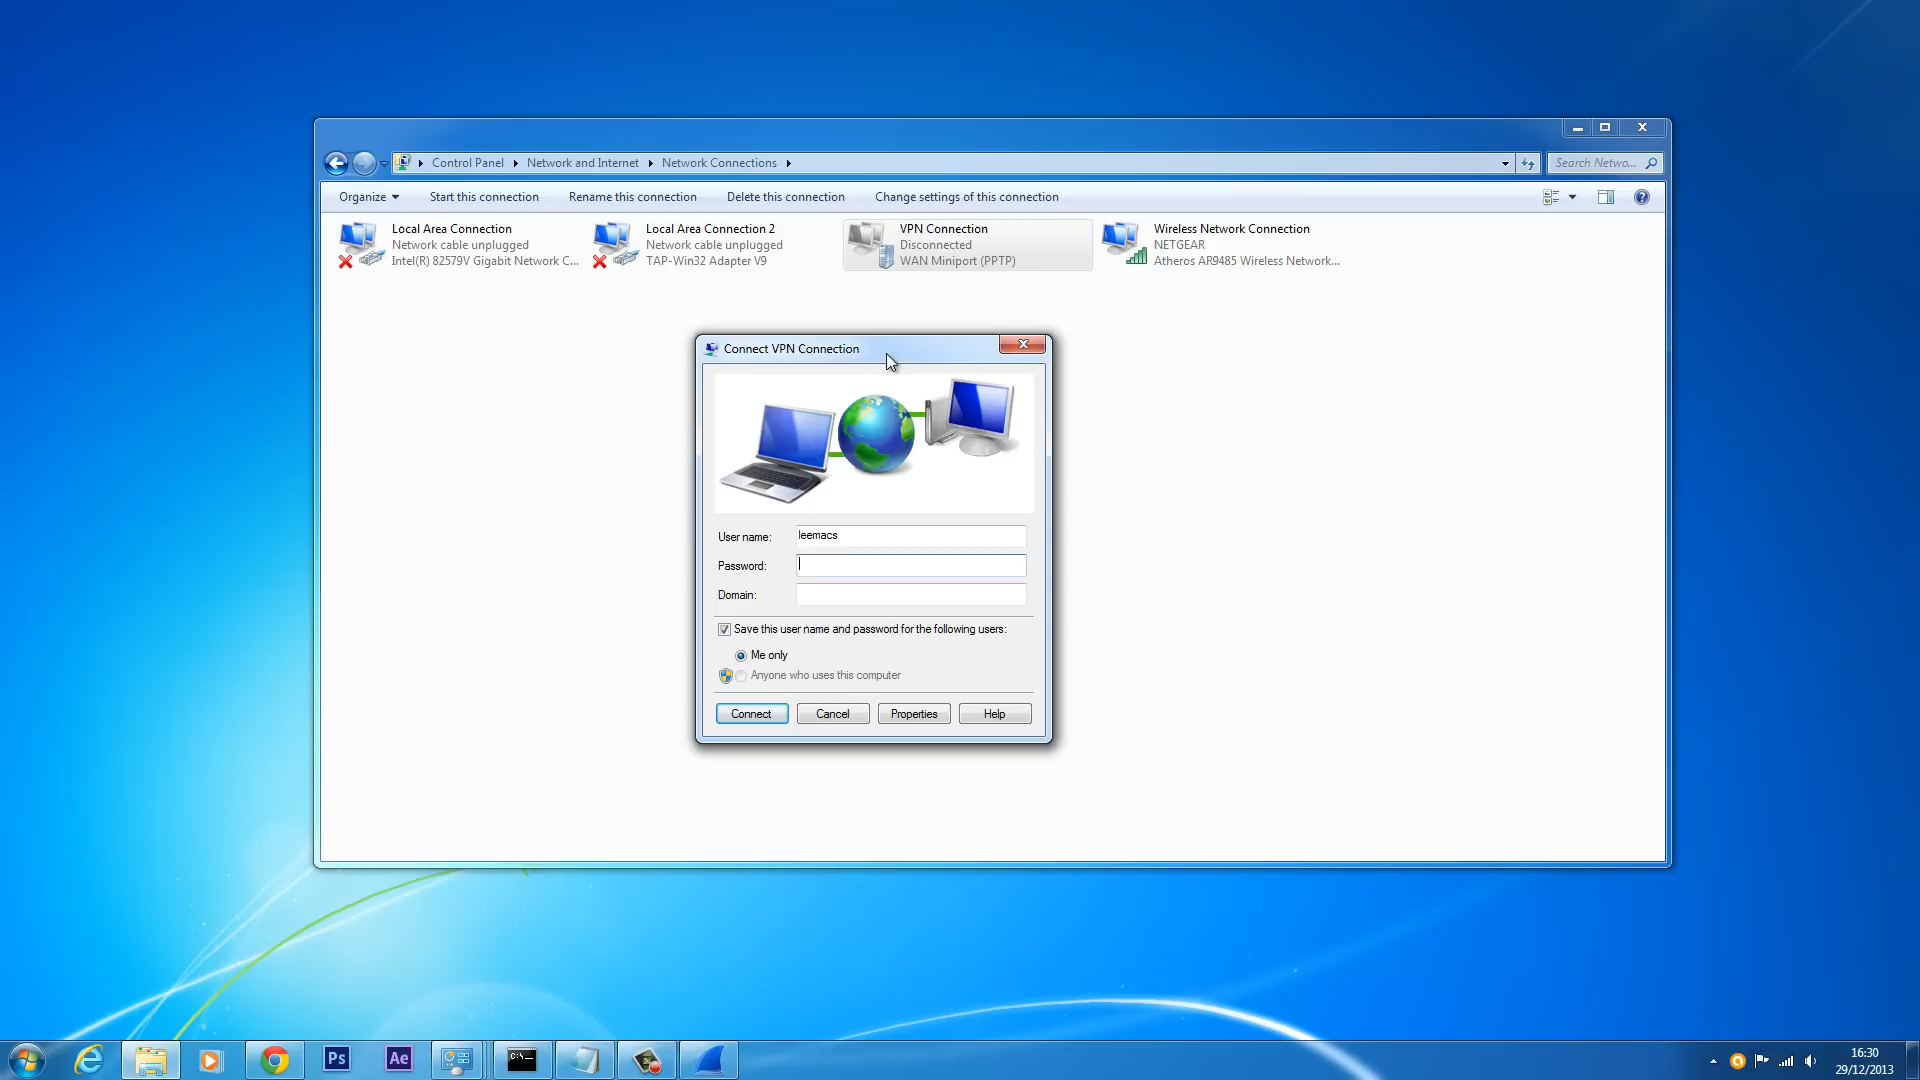 Control Panel Network and Internet Network Connections
Search Netwo...
Organize Start this connection Rename this connection Delete this connection Change settings of this connection
Local Area Connection
Network cable unplugged
Intel(R) 82579V Gigabit Network C...
Local Area Connection 2
Network cable unplugged
TAP-Win32 Adapter V9
VPN Connection
Disconnected
WAN Miniport (PPTP)
Wireless Network Connection
NETGEAR
Atheros AR9485 Wireless Network...
Connect VPN Connection
User name: leemacs
Password:
Domain:
Save this user name and password for the following users:
Me only
Anyone who uses this computer
Connect Cancel Properties Help
Ps
Ae
C:\
16:30
29/12/2013